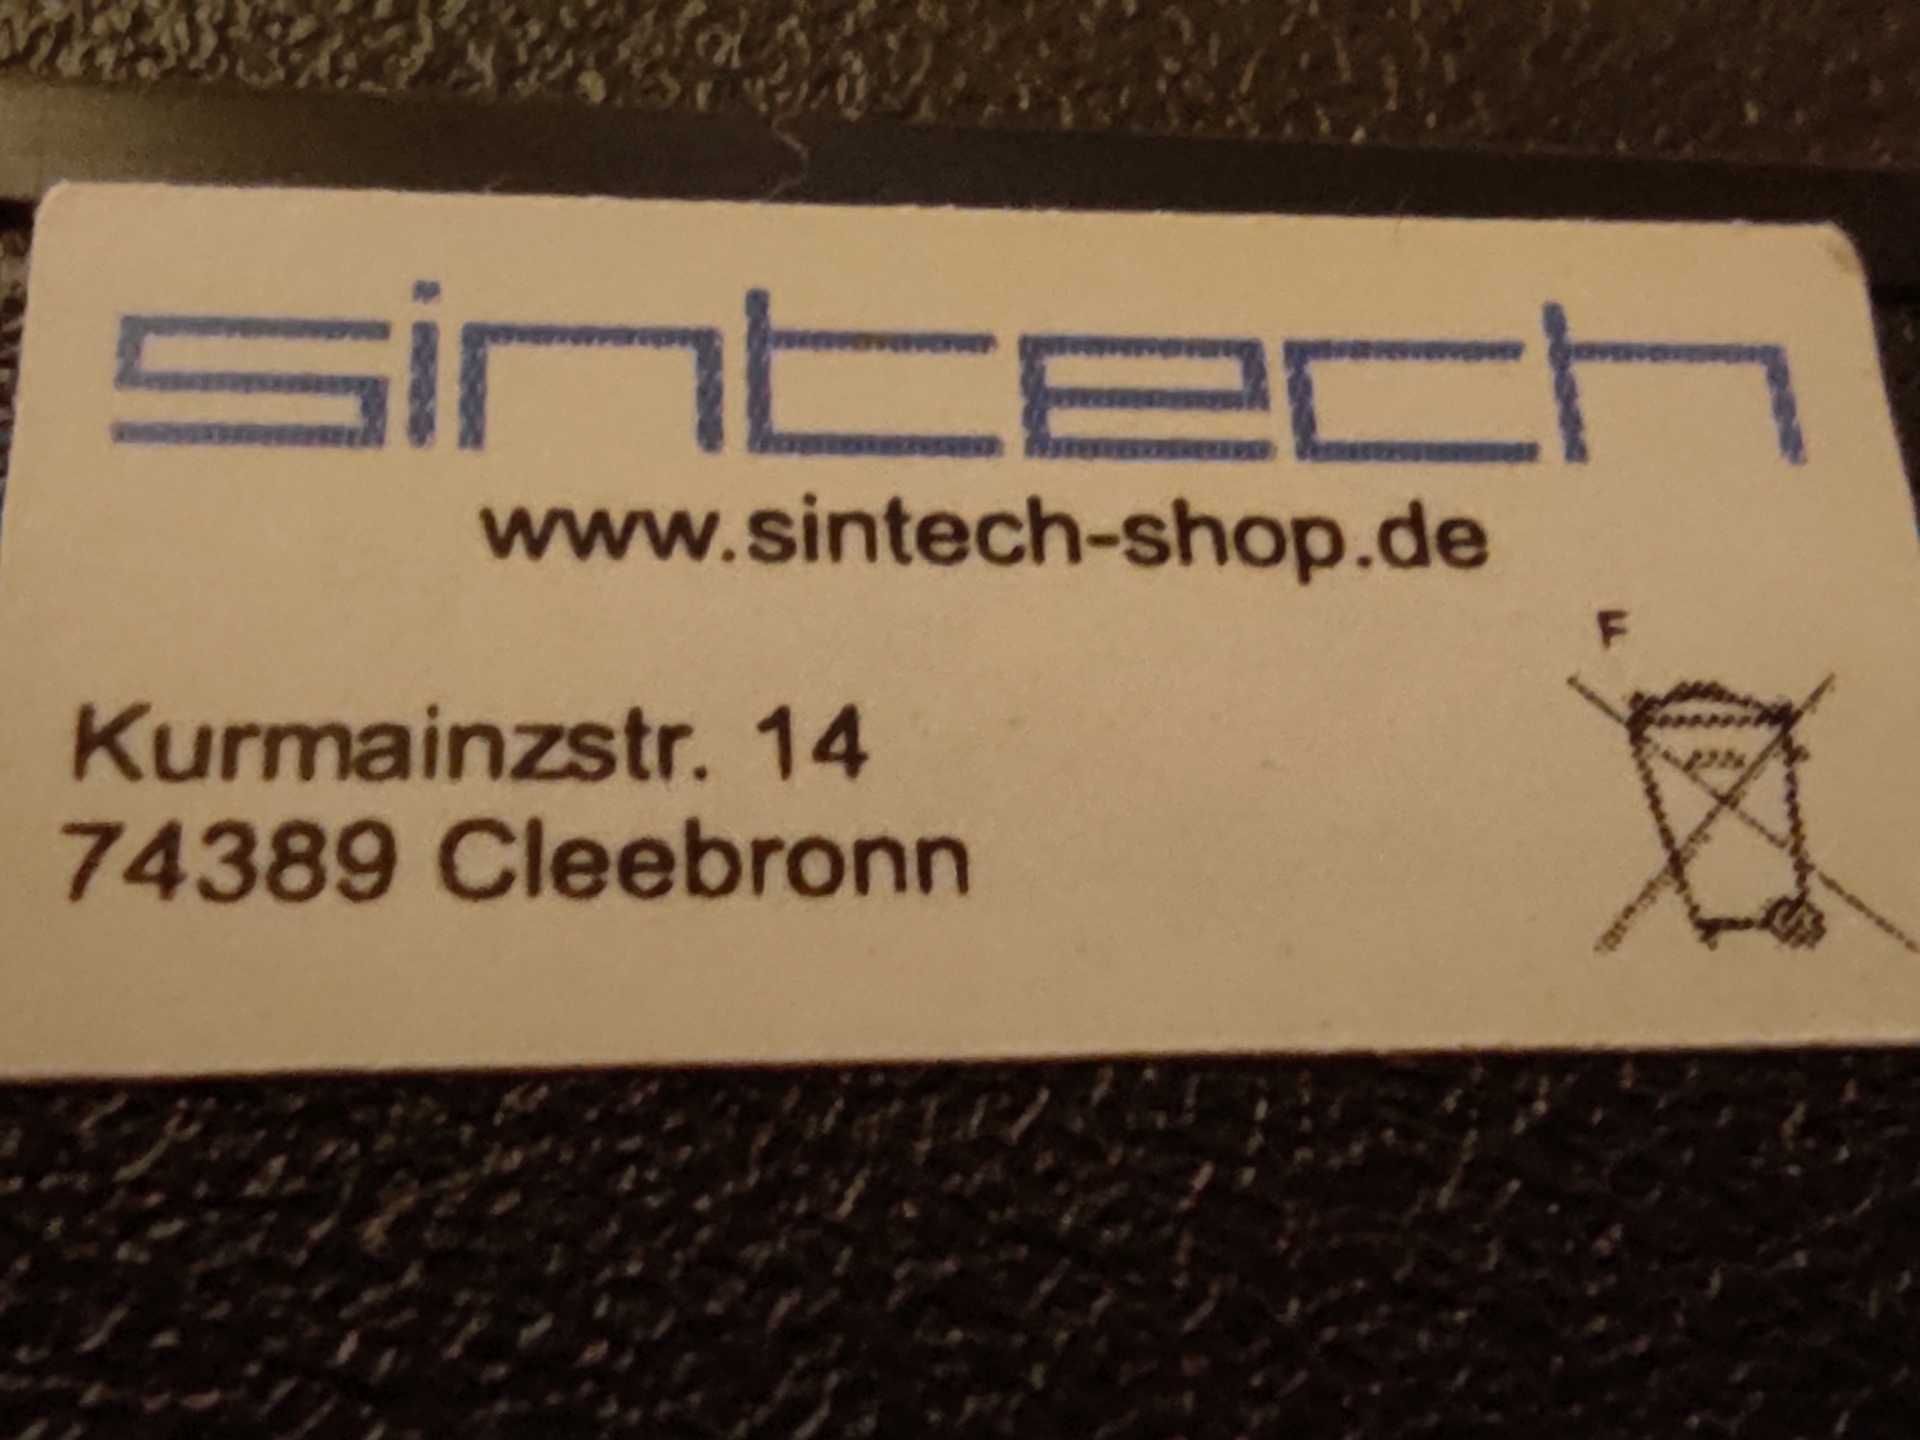 sintech
www.sintech-shop.de
F
Kurmainzstr. 14
74389 Cleebronn